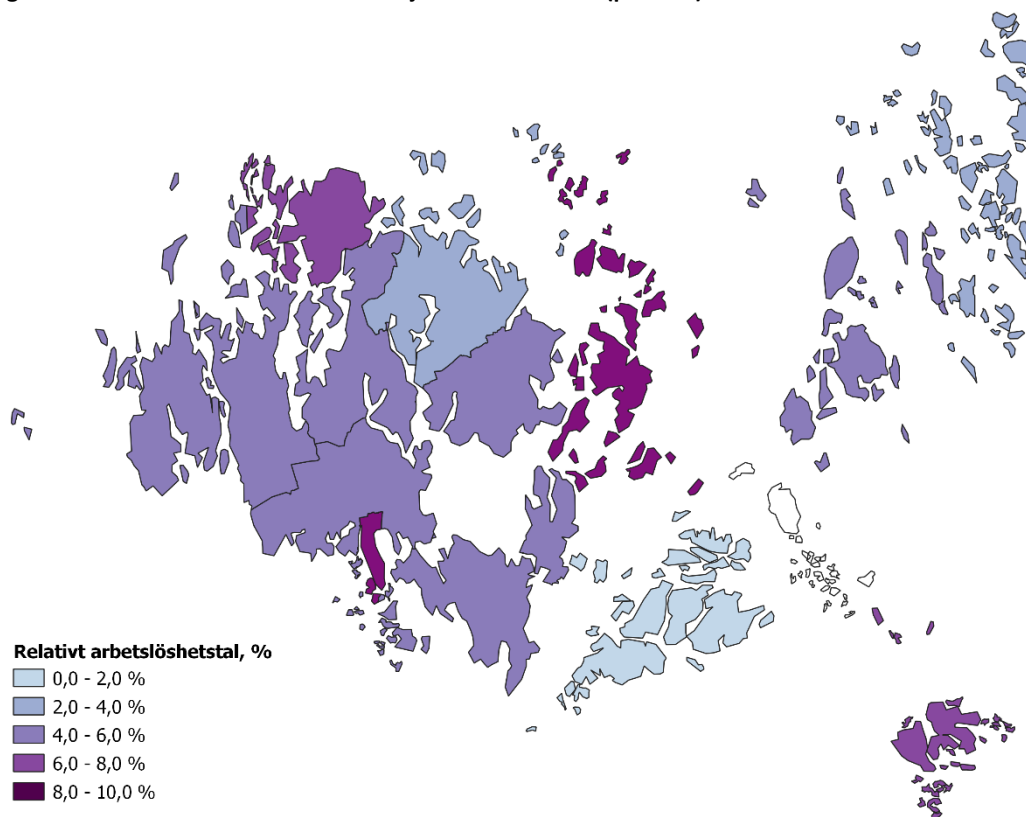 Relativt arbetslöshetstal, %
0,0 - 2,0 %
2,0 - 4,0 %
4,0 - 6,0 %
6,0 - 8,0 %
8,0 - 10,0 %